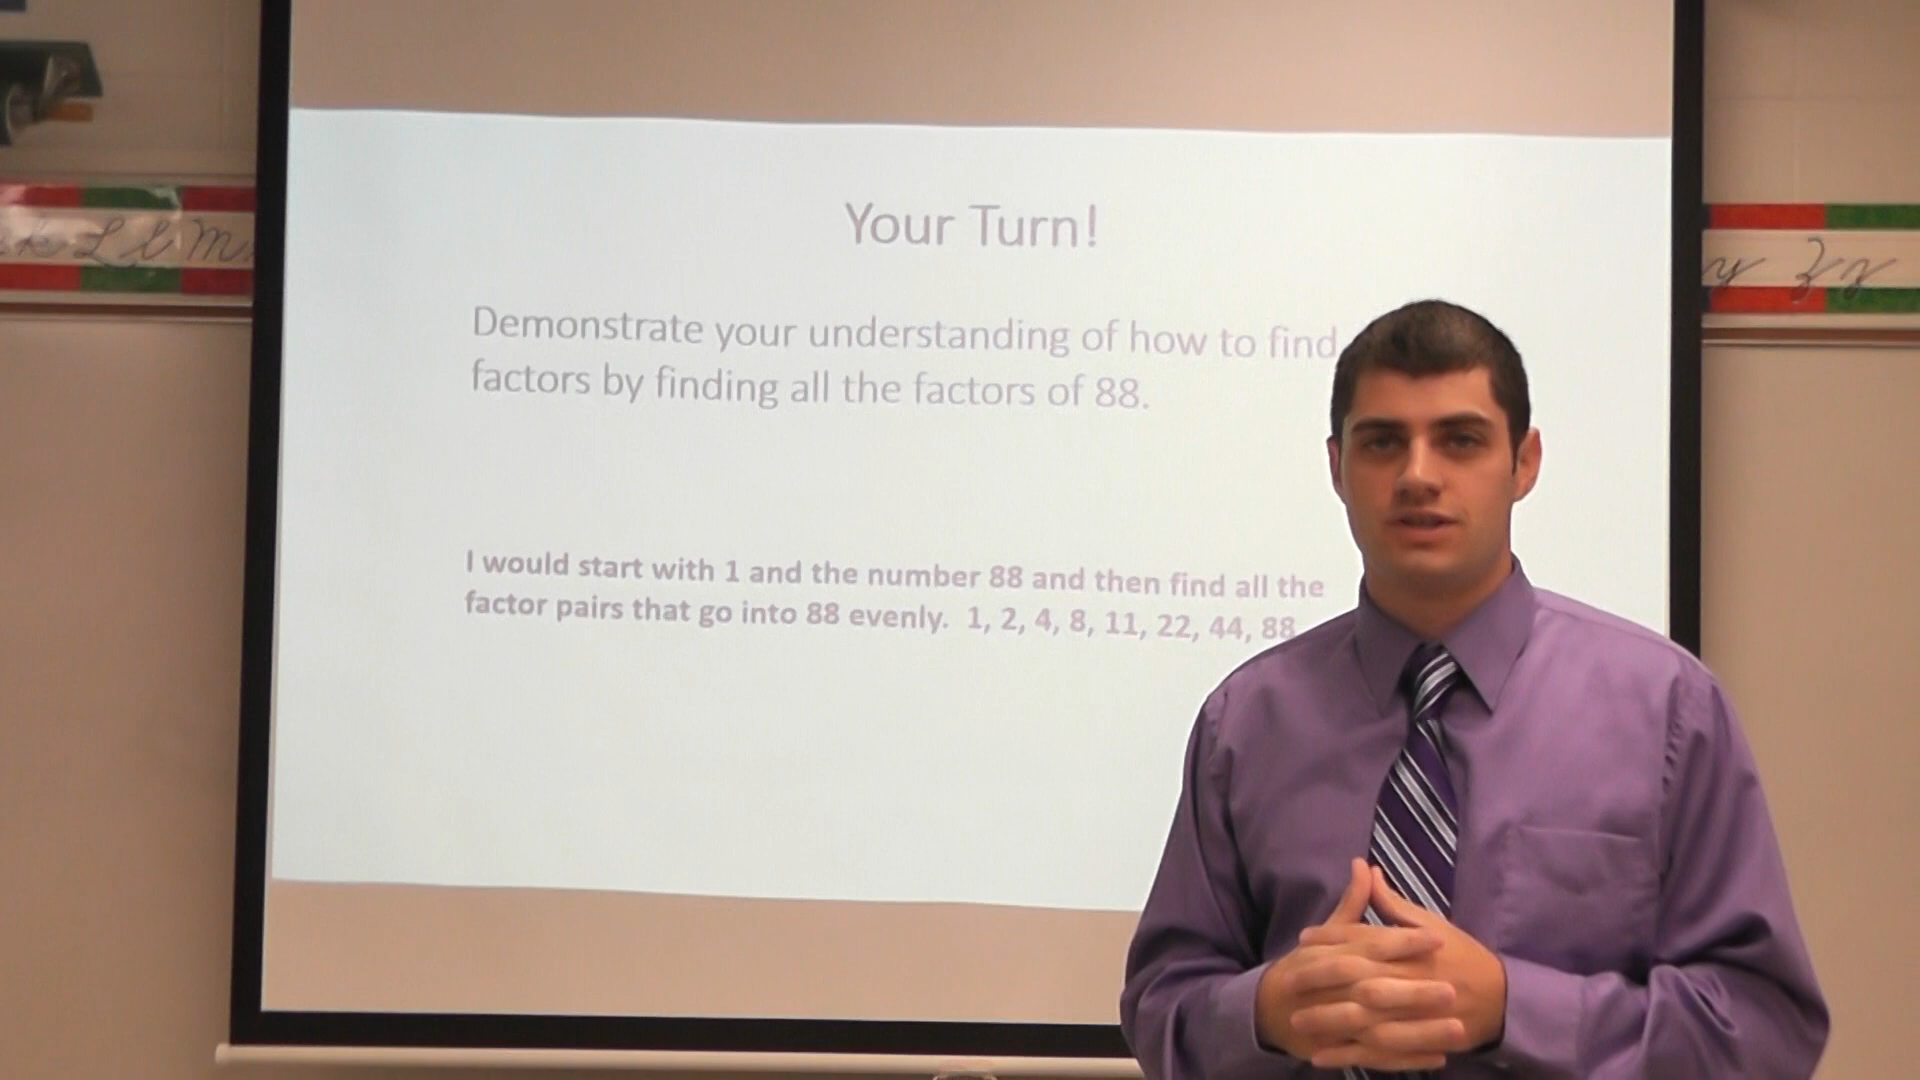 Your Turn!
Demonstrate your understanding of how to find
factors by finding all the factors of 88.
I would start with 1 and the number 88 and then find all the
factor pairs that go into 88 evenly.  1, 2, 4, 8, 11, 22, 44, 88
k L l M
y Z z